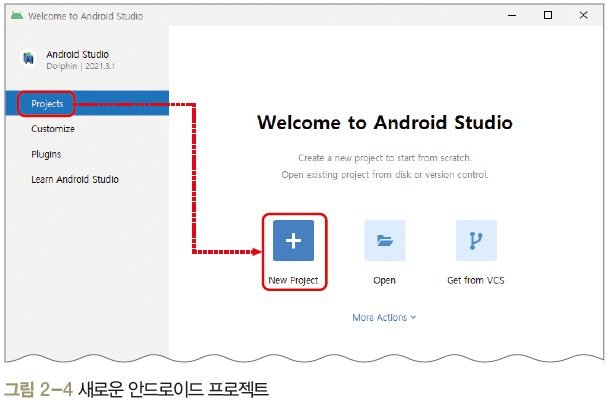 Welcome to Android Studio
Android Studio
Dolphin | 2021.3.1
Projects
Customize
Plugins
Learn Android Studio
Welcome to Android Studio
Create a new project to start from scratch.
Open existing project from disk or version control.
New Project
Open
Get from VCS
More Actions
그림 2-4 새로운 안드로이드 프로젝트